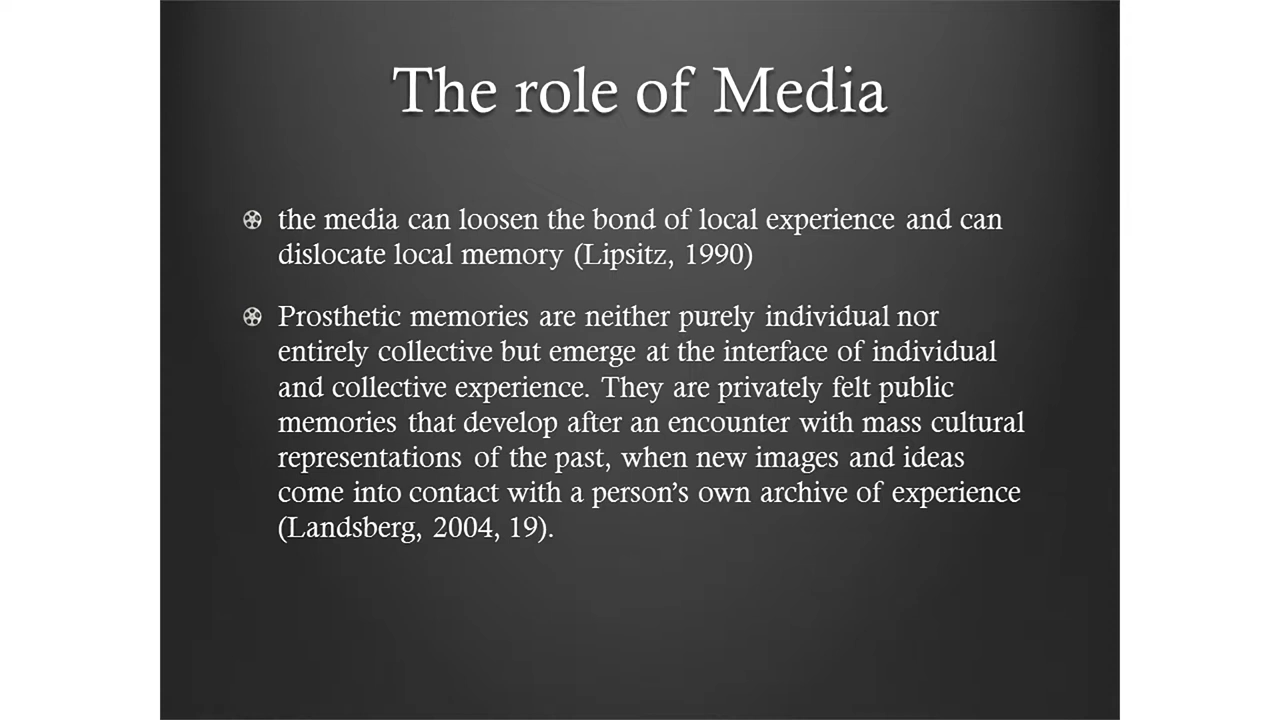 The role of Media
the media can loosen the bond of local experience and can
dislocate local memory (Lipsitz, 1990)
Prosthetic memories are neither purely individual nor
entirely collective but emerge at the interface of individual
and collective experience. They are privately felt public
memories that develop after an encounter with mass cultural
representations of the past, when new images and ideas
come into contact with a person’s own archive of experience
(Landsberg, 2004, 19).